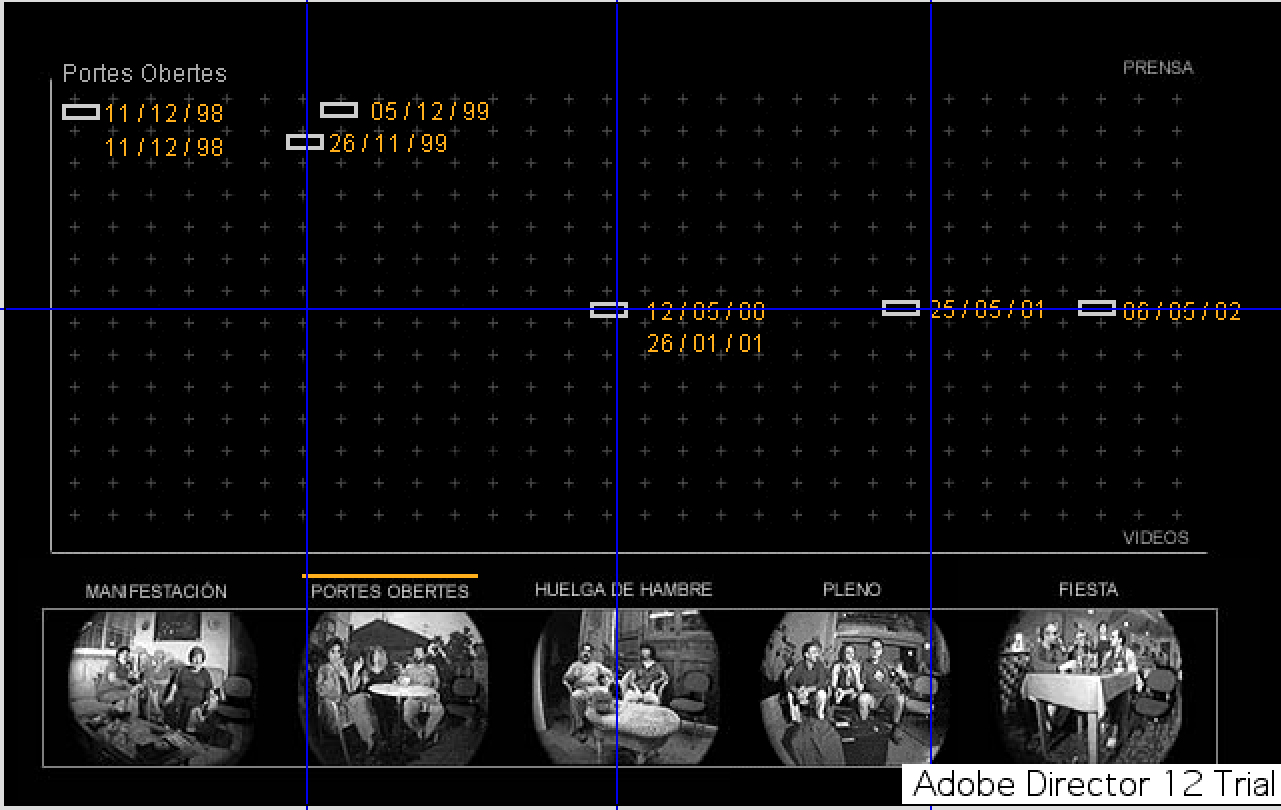 Portes Obertes
PRENSA
11/12/98
05/12/99
11/12/98
26/11/99
12/05/00
25/05/01
06/05/02
26/01/01
VIDEOS
MANIFESTACIÓN
PORTES OBERTES
HUELGA DE HAMBRE
PLENO
FIESTA
Adobe Director 12 Trial